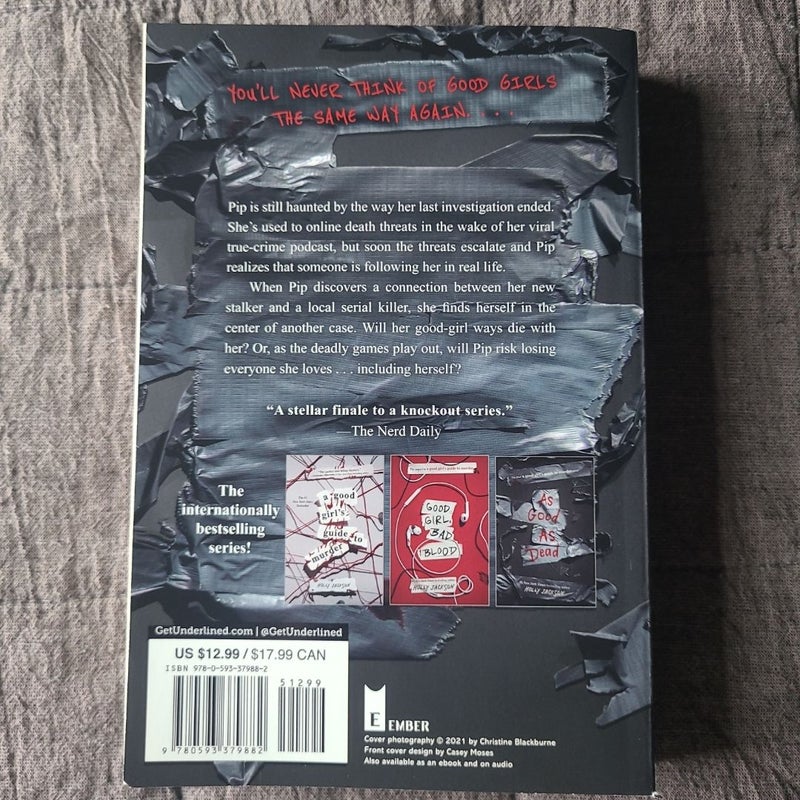 YOU'LL NEVER THINK OF GOOD GIRLS
THE SAME WAY AGAIN. . . .
Pip is still haunted by the way her last investigation ended.
She's used to online death threats in the wake of her viral
true-crime podcast, but soon the threats escalate and Pip
realizes that someone is following her in real life.
When Pip discovers a connection between her new
stalker and a local serial killer, she finds herself in the
center of another case. Will her good-girl ways die with
her? Or, as the deadly games play out, will Pip risk losing
everyone she loves . . . including herself?
"A stellar finale to a knockout series."
—The Nerd Daily
The
internationally
bestselling
series!
a good
girl's
guide to
murder
HOLLY JACKSON
GOOD
GIRL,
BAD
BLOOD
HOLLY JACKSON
AS
GOOD
AS
DEAD
HOLLY JACKSON
GetUnderlined.com | @GetUnderlined
US $12.99 / $17.99 CAN
ISBN 978-0-593-37988-2
51299
9 780593 379882
E EMBER
Cover photography © 2021 by Christine Blackburne
Front cover design by Casey Moses
Also available as an ebook and on audio